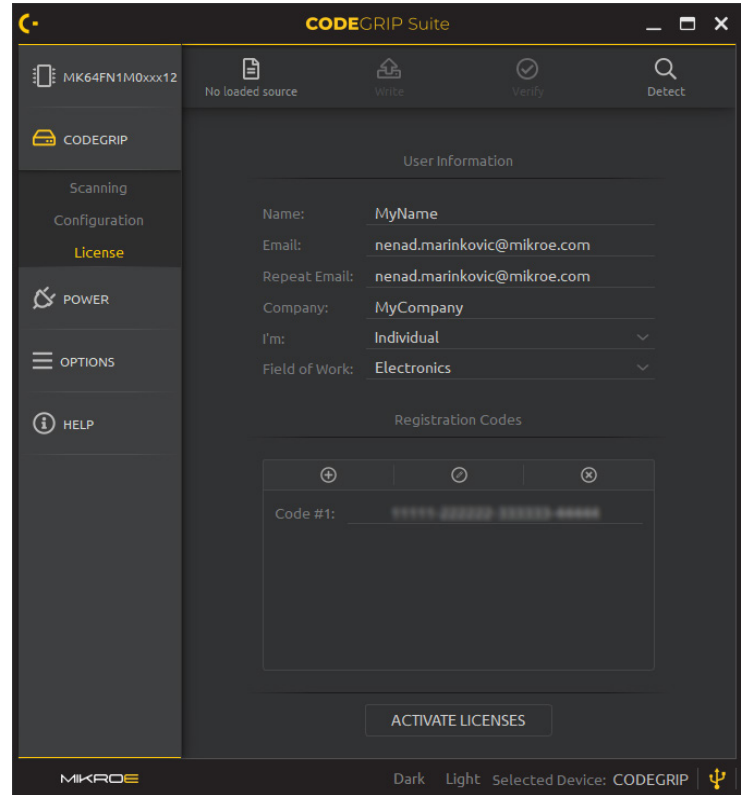 CODEGRIP Suite
MK64FN1M0xxx12
No loaded source
Write
Verify
Detect
CODEGRIP
Scanning
Configuration
License
POWER
OPTIONS
HELP
User Information
Name: MyName
Email: nenad.marinkovic@mikroe.com
Repeat Email: nenad.marinkovic@mikroe.com
Company: MyCompany
I'm: Individual
Field of Work: Electronics
Registration Codes
Code #1:
ACTIVATE LICENSES
MIKROE
Dark Light Selected Device: CODEGRIP